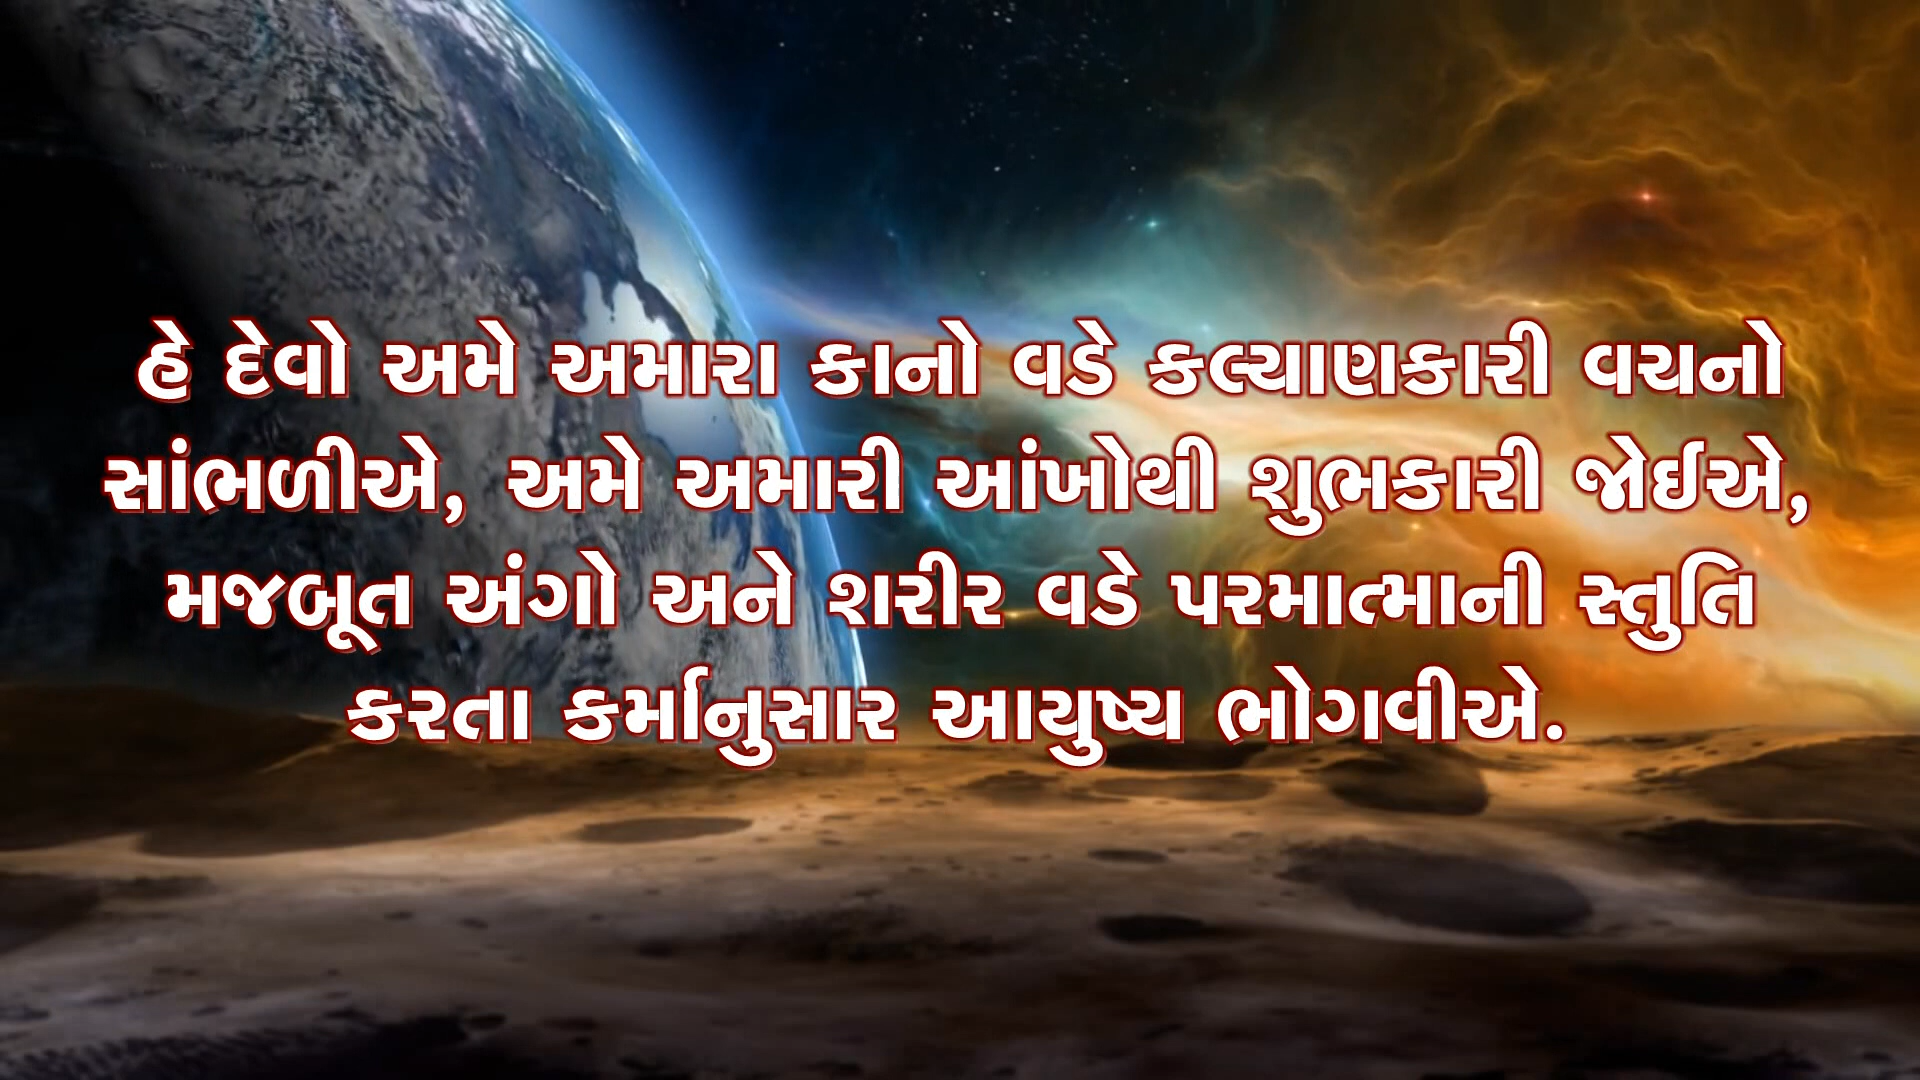 હે દેવો અમે અમારા કાનો વડે કલ્યાણકારી વચનો
સાંભળીએ, અમે અમારી આંખોથી શુભકારી જોઈએ,
મજબૂત અંગો અને શરીર વડે પરમાત્માની સ્તુતિ
કરતા કર્માનુસાર આયુષ્ય ભોગવીએ.